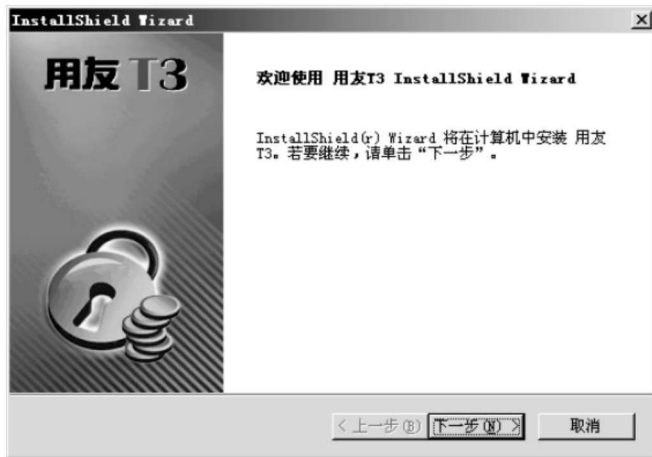 InstallShield Wizard
用友 T3
欢迎使用 用友T3 InstallShield Wizard
InstallShield(r) Wizard 将在计算机中安装 用友
T3。若要继续，请单击“下一步”。
< 上一步(B) 下一步(N) > 取消